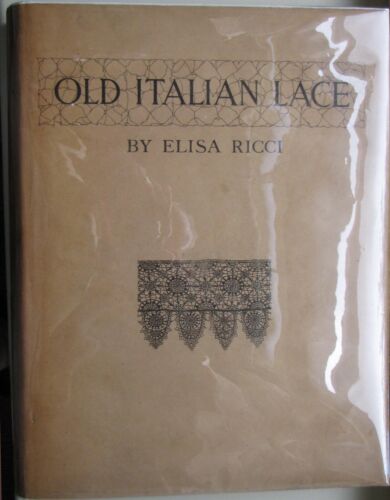 OLD ITALIAN LACE
BY ELISA RICCI